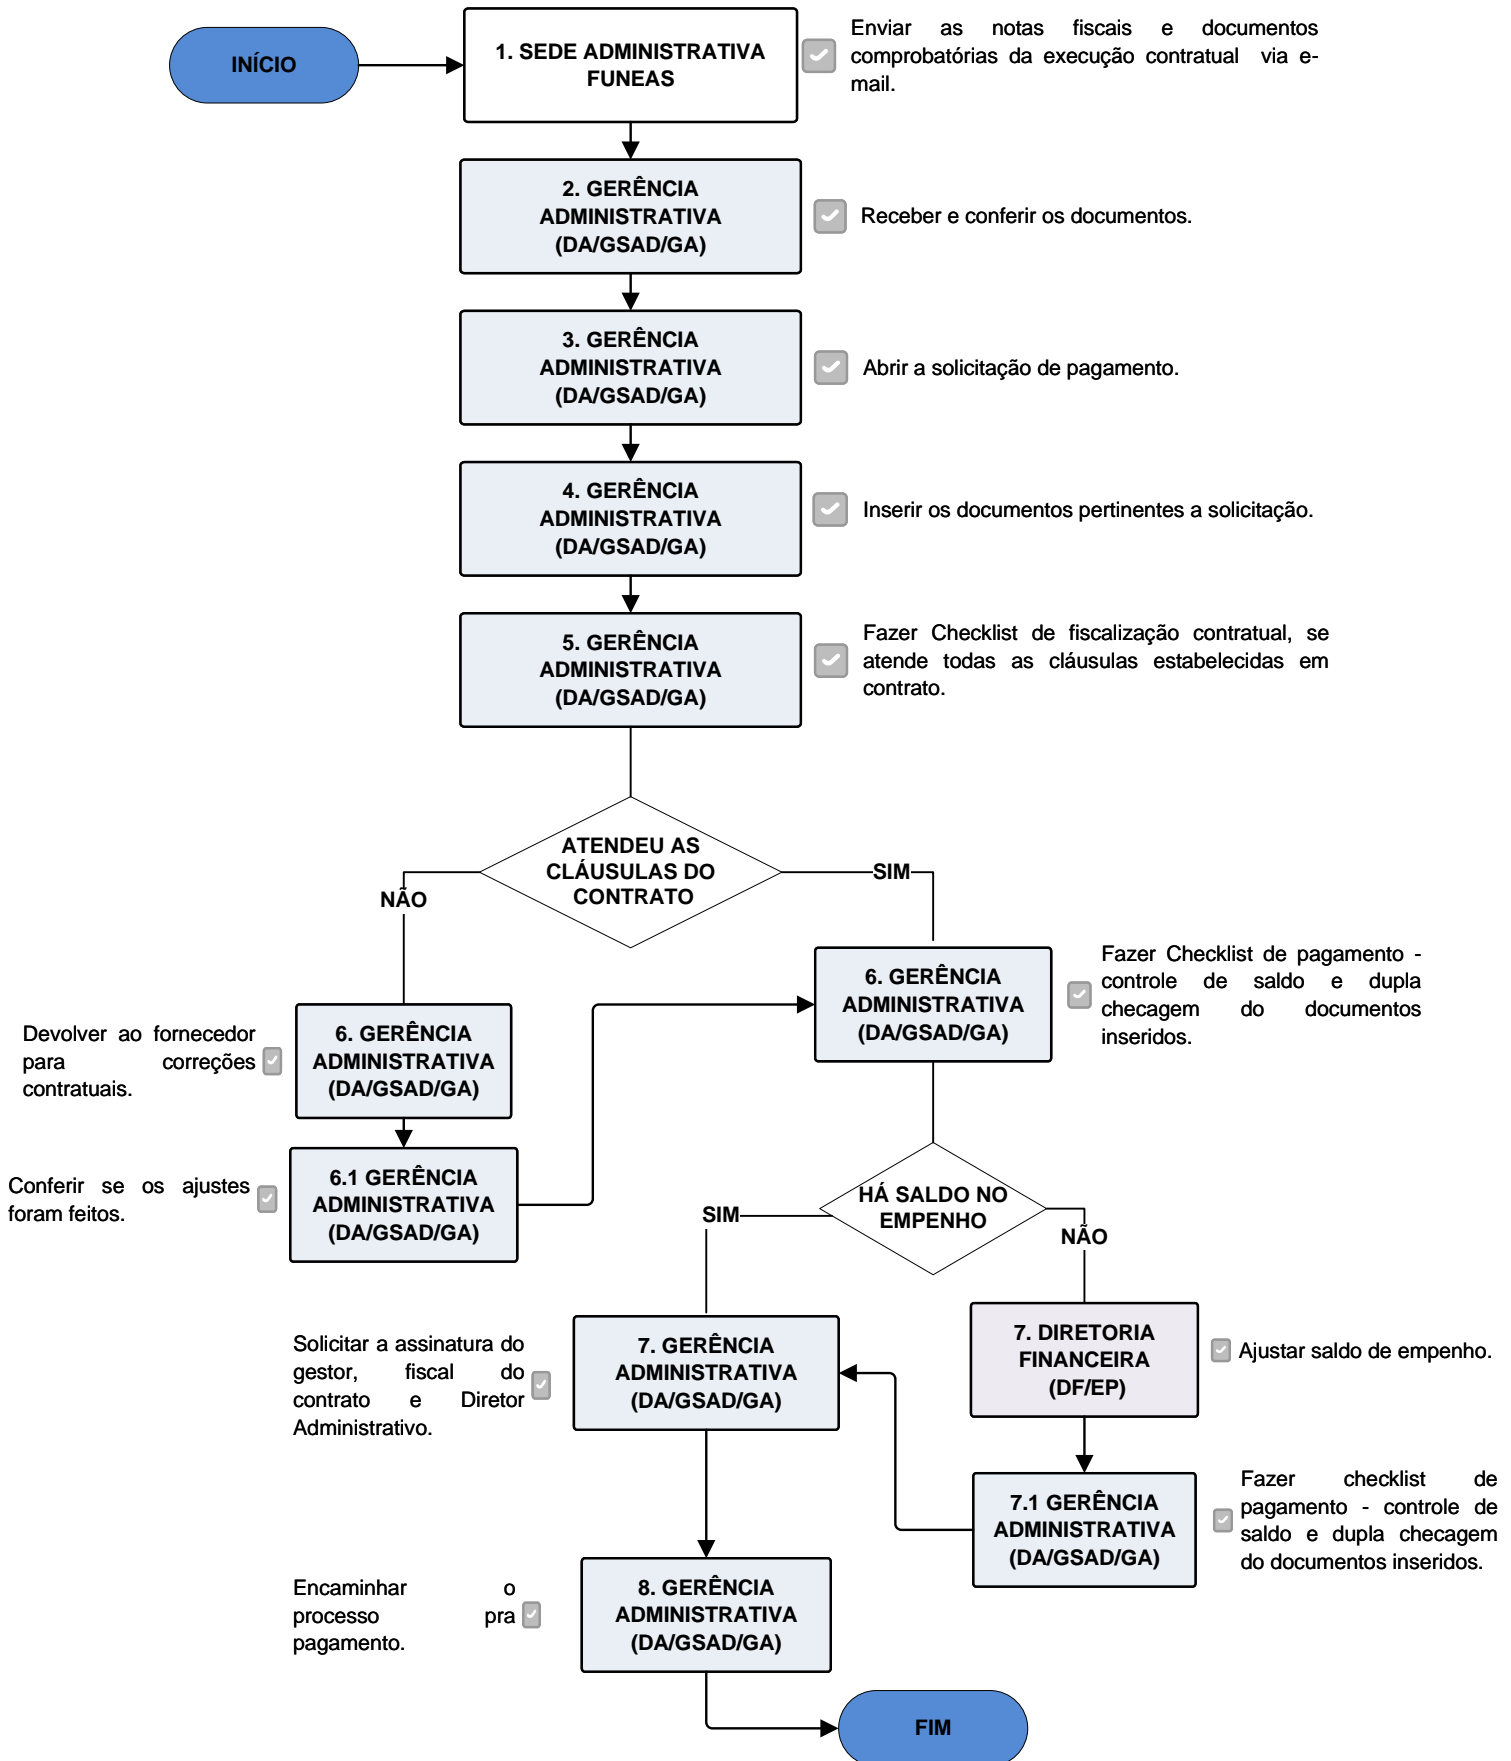 INÍCIO
1. SEDE ADMINISTRATIVA
FUNEAS
Enviar as notas fiscais e documentos
comprobatórias da execução contratual via e-
mail.
2. GERÊNCIA
ADMINISTRATIVA
(DA/GSAD/GA)
Receber e conferir os documentos.
3. GERÊNCIA
ADMINISTRATIVA
(DA/GSAD/GA)
Abrir a solicitação de pagamento.
4. GERÊNCIA
ADMINISTRATIVA
(DA/GSAD/GA)
Inserir os documentos pertinentes a solicitação.
5. GERÊNCIA
ADMINISTRATIVA
(DA/GSAD/GA)
Fazer Checklist de fiscalização contratual, se
atende todas as cláusulas estabelecidas em
contrato.
ATENDEU AS
CLÁUSULAS DO
CONTRATO
NÃO
SIM
6. GERÊNCIA
ADMINISTRATIVA
(DA/GSAD/GA)
Fazer Checklist de pagamento -
controle de saldo e dupla
checagem do documentos
inseridos.
Devolver ao fornecedor
para correções
contratuais.
6. GERÊNCIA
ADMINISTRATIVA
(DA/GSAD/GA)
Conferir se os ajustes
foram feitos.
6.1 GERÊNCIA
ADMINISTRATIVA
(DA/GSAD/GA)
HÁ SALDO NO
EMPENHO
SIM
NÃO
Solicitar a assinatura do
gestor, fiscal do
contrato e Diretor
Administrativo.
7. GERÊNCIA
ADMINISTRATIVA
(DA/GSAD/GA)
7. DIRETORIA
FINANCEIRA
(DF/EP)
Ajustar saldo de empenho.
7.1 GERÊNCIA
ADMINISTRATIVA
(DA/GSAD/GA)
Fazer checklist de
pagamento - controle de
saldo e dupla checagem
do documentos inseridos.
Encaminhar o
processo pra
pagamento.
8. GERÊNCIA
ADMINISTRATIVA
(DA/GSAD/GA)
FIM